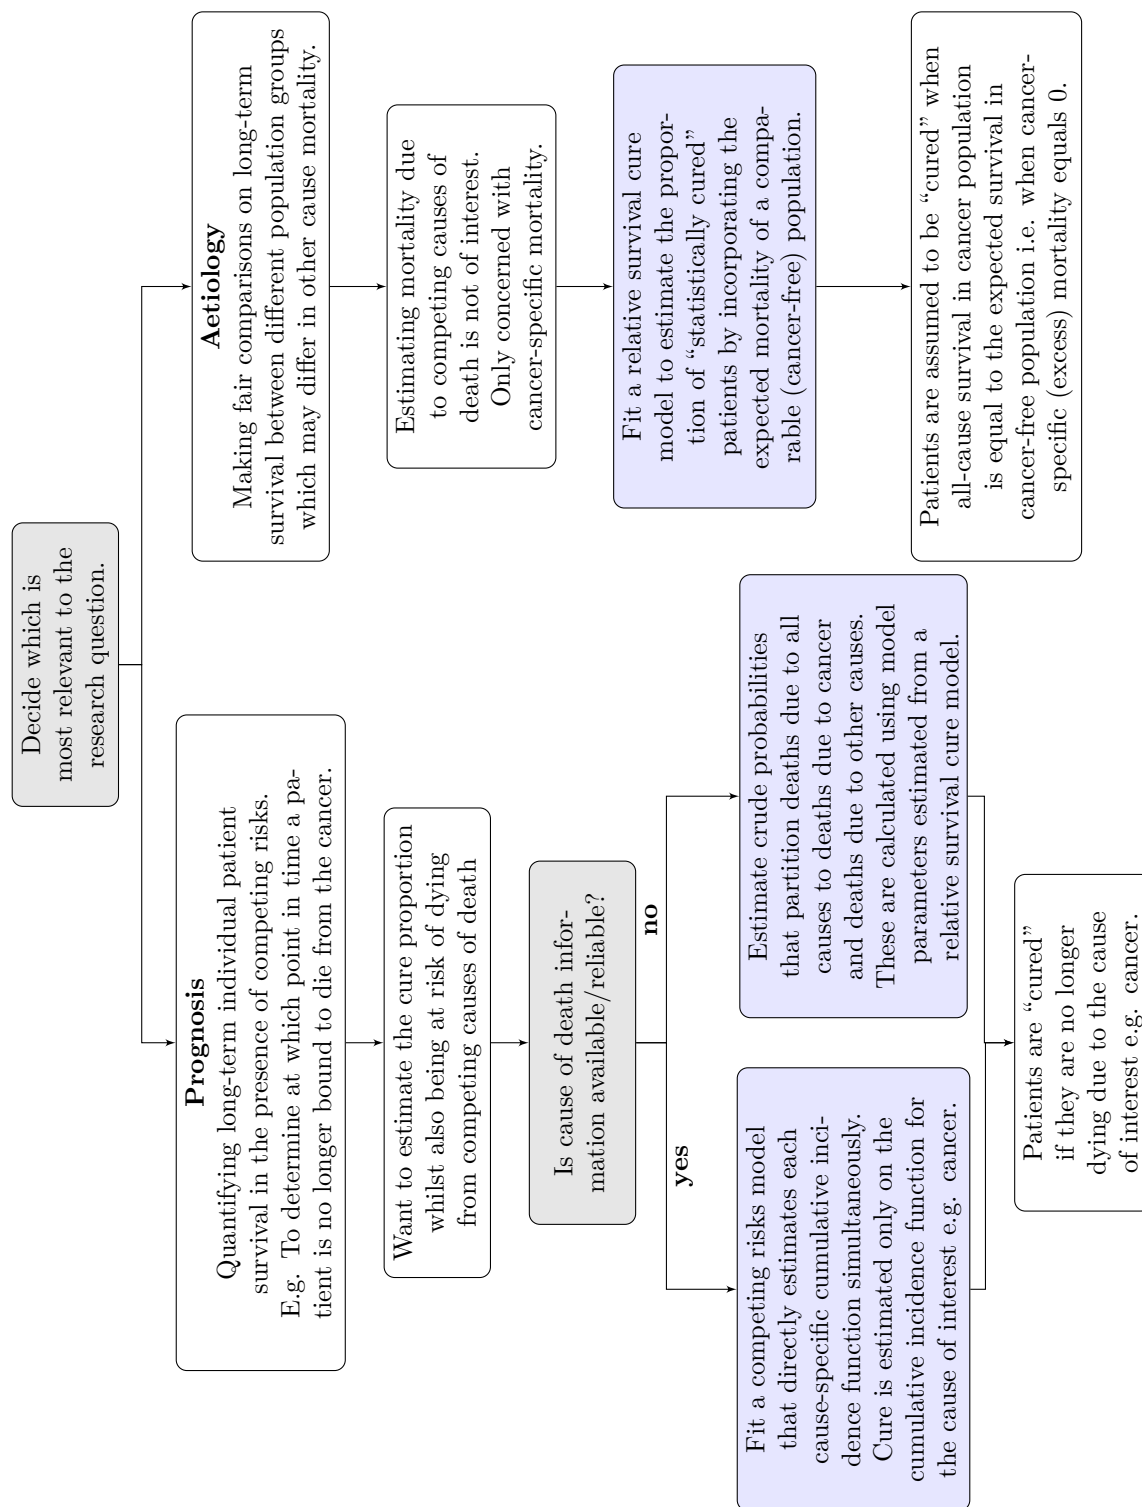 Decide which is
most relevant to the
research question.
Prognosis
Quantifying long-term individual patient
survival in the presence of competing risks.
E.g. To determine at which point in time a pa-
tient is no longer bound to die from the cancer.
Want to estimate the cure proportion
whilst also being at risk of dying
from competing causes of death
Is cause of death infor-
mation available/reliable?
yes
no
Fit a competing risks model
that directly estimates each
cause-specific cumulative inci-
dence function simultaneously.
Cure is estimated only on the
cumulative incidence function for
the cause of interest e.g. cancer.
Estimate crude probabilities
that partition deaths due to all
causes to deaths due to cancer
and deaths due to other causes.
These are calculated using model
parameters estimated from a
relative survival cure model.
Patients are “cured”
if they are no longer
dying due to the cause
of interest e.g. cancer.
Aetiology
Making fair comparisons on long-term
survival between different population groups
which may differ in other cause mortality.
Estimating mortality due
to competing causes of
death is not of interest.
Only concerned with
cancer-specific mortality.
Fit a relative survival cure
model to estimate the propor-
tion of “statistically cured”
patients by incorporating the
expected mortality of a compa-
rable (cancer-free) population.
Patients are assumed to be “cured” when
all-cause survival in cancer population
is equal to the expected survival in
cancer-free population i.e. when cancer-
specific (excess) mortality equals 0.